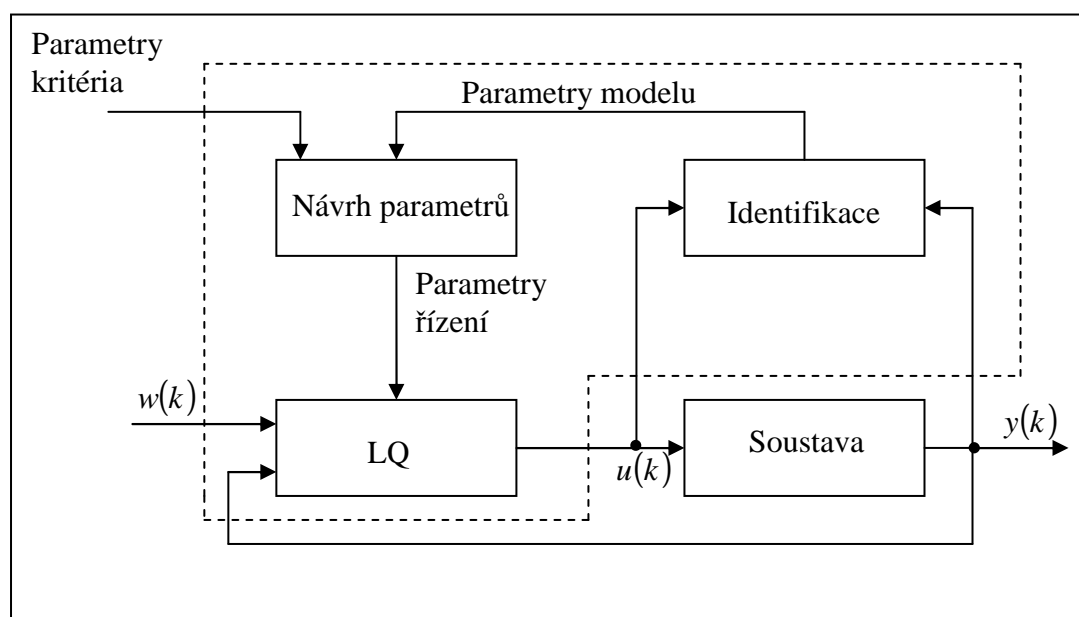 Parametry
kritéria
Parametry modelu
Návrh parametrů
Identifikace
Parametry
řízení
w(k)
LQ
u(k)
Soustava
y(k)